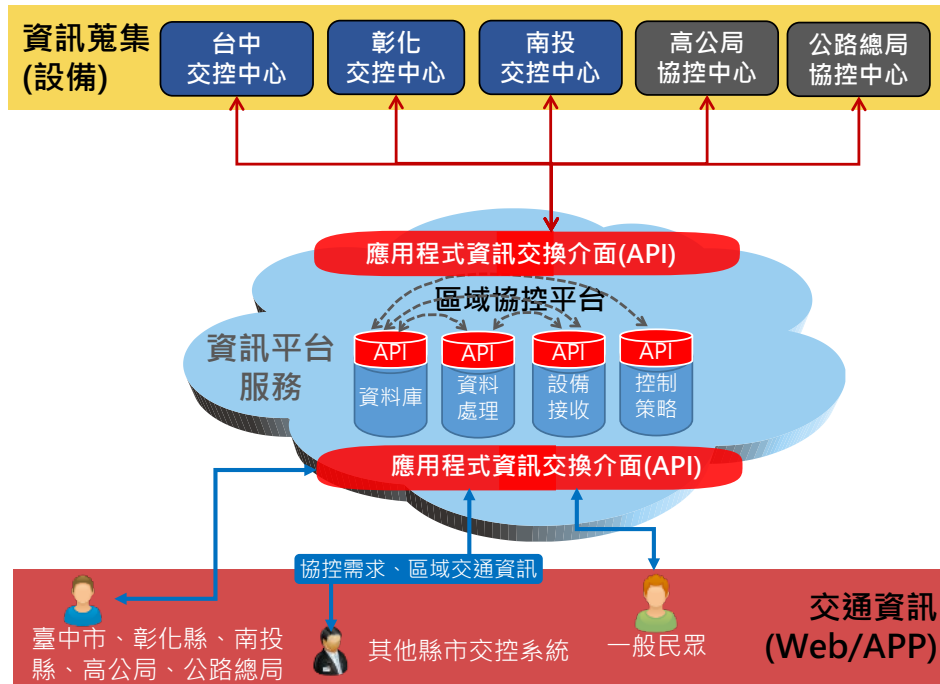 資訊蒐集
(設備)
台中
交控中心
彰化
交控中心
南投
交控中心
高公局
協控中心
公路總局
協控中心
應用程式資訊交換介面(API)
區域協控平台
資訊平台
服務
API
資料庫
API
資料
處理
API
設備
接收
API
控制
策略
應用程式資訊交換介面(API)
協控需求、區域交通資訊
臺中市、彰化縣、南投
縣、高公局、公路總局
其他縣市交控系統
一般民眾
交通資訊
(Web/APP)